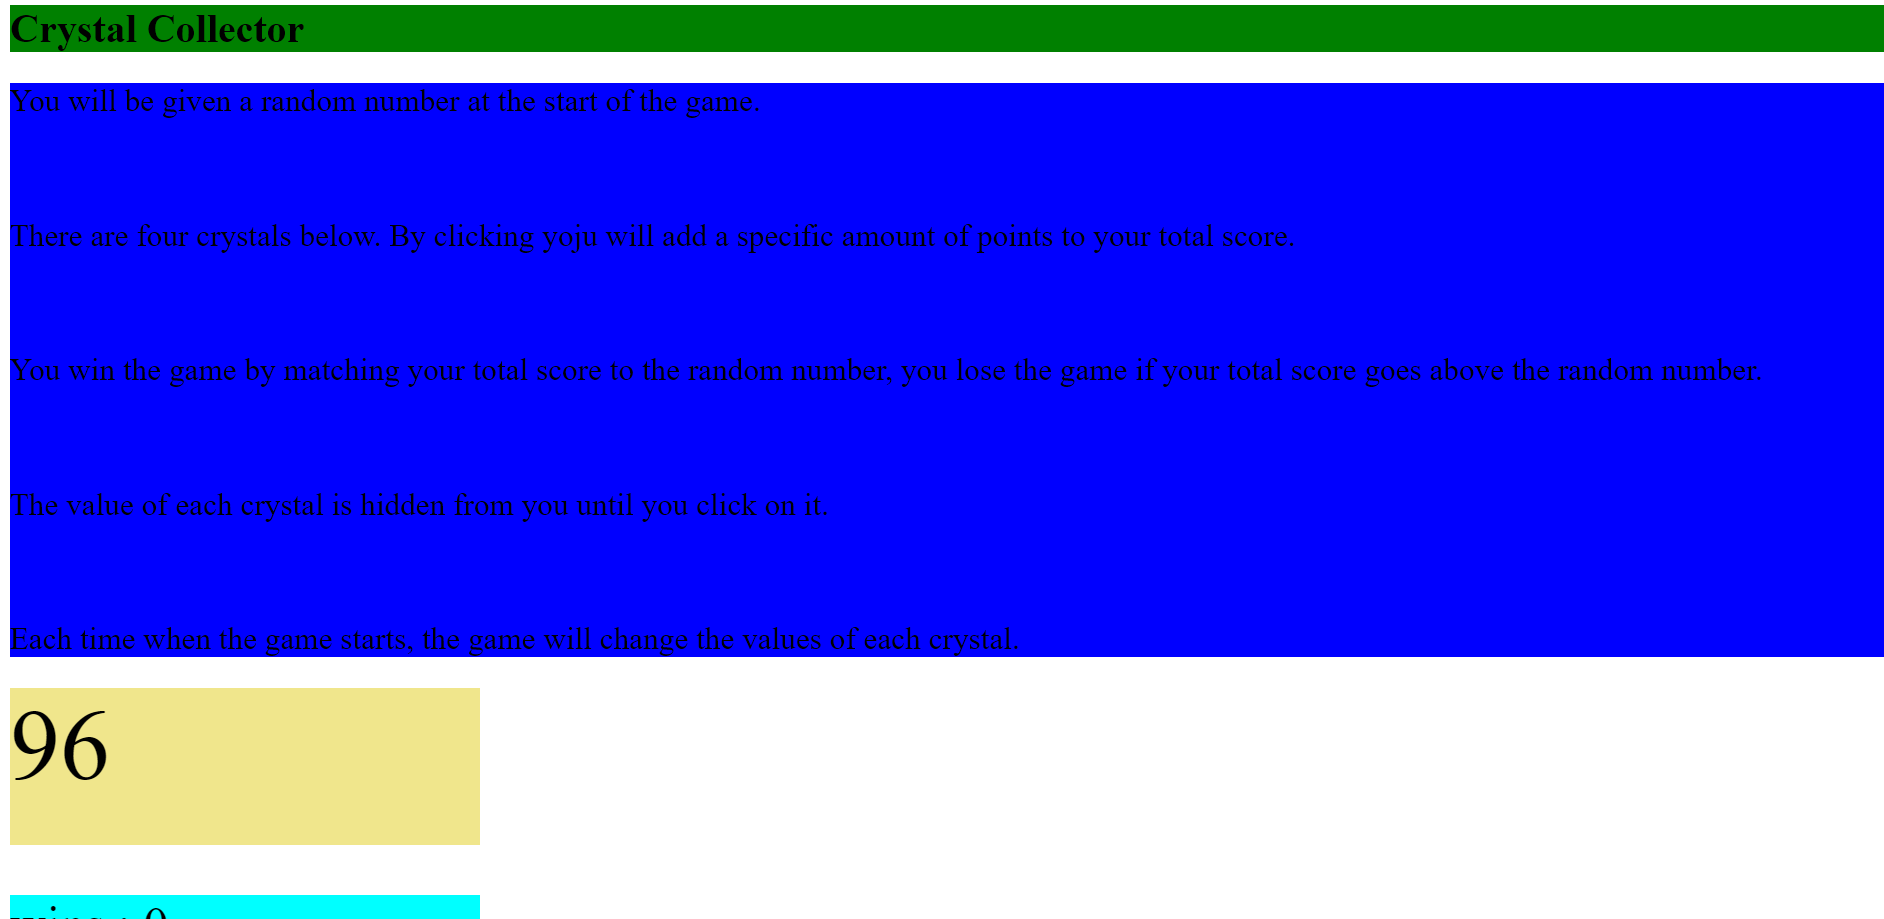 Crystal Collector
You will be given a random number at the start of the game.
There are four crystals below. By clicking yoju will add a specific amount of points to your total score.
You win the game by matching your total score to the random number, you lose the game if your total score goes above the random number.
The value of each crystal is hidden from you until you click on it.
Each time when the game starts, the game will change the values of each crystal.
96
wins : 0